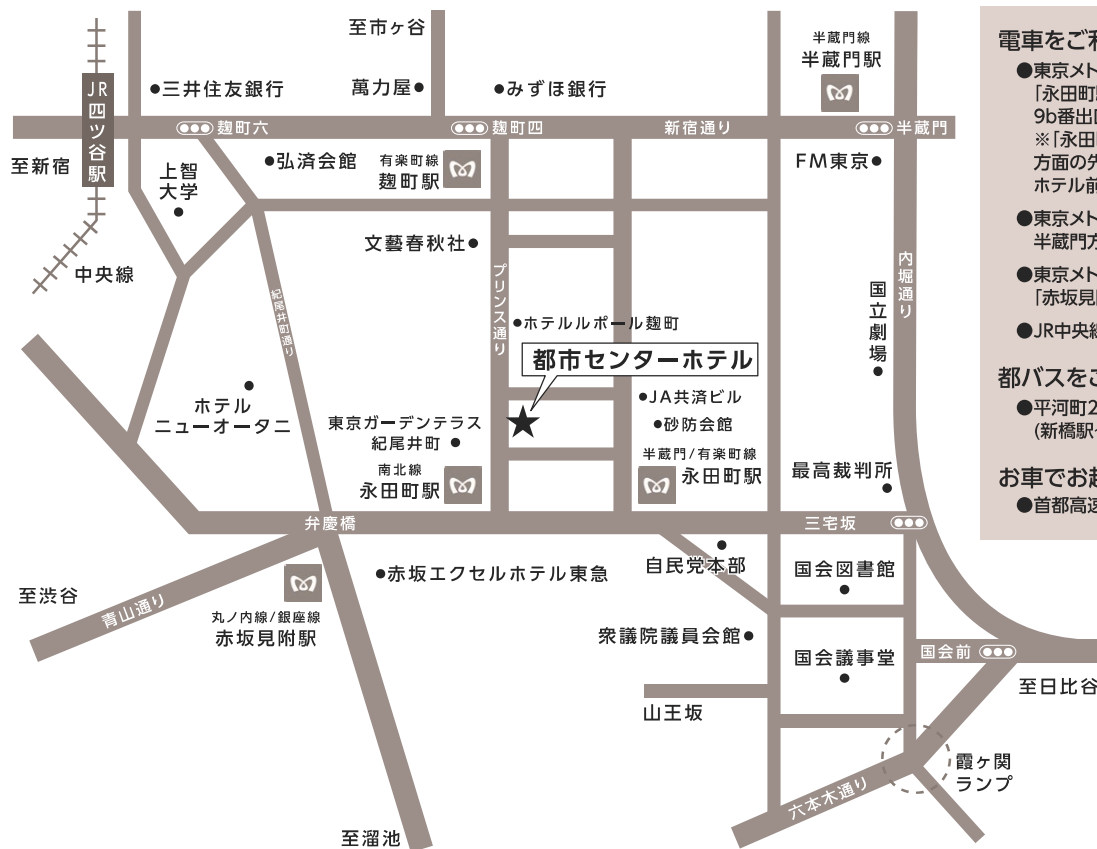 至市ヶ谷
半蔵門線
半蔵門駅
JR四ツ谷駅
三井住友銀行
萬力屋
みずほ銀行
麹町六
麹町四
新宿通り
半蔵門
至新宿
上智
大学
弘済会館
有楽町線
麹町駅
FM東京
中央線
文藝春秋社
紀尾井町通り
プリンス通り
内堀通り
国立劇場
ホテルルポール麹町
都市センターホテル
ホテル
ニューオータニ
東京ガーデンテラス
紀尾井町
JA共済ビル
砂防会館
南北線
永田町駅
半蔵門/有楽町線
永田町駅
最高裁判所
弁慶橋
三宅坂
自民党本部
国会図書館
至渋谷
青山通り
丸ノ内線/銀座線
赤坂見附駅
赤坂エクセルホテル東急
衆議院議員会館
国会議事堂
国会前
至日比谷
山王坂
六本木通り
霞ヶ関
ランプ
至溜池
電車をご利
●東京メト
「永田町
9b番出口
※「永田
方面の先
ホテル前
●東京メト
半蔵門方
●東京メト
「赤坂見
●JR中央線
都バスをご
●平河町2
(新橋駅
お車でお越
●首都高速